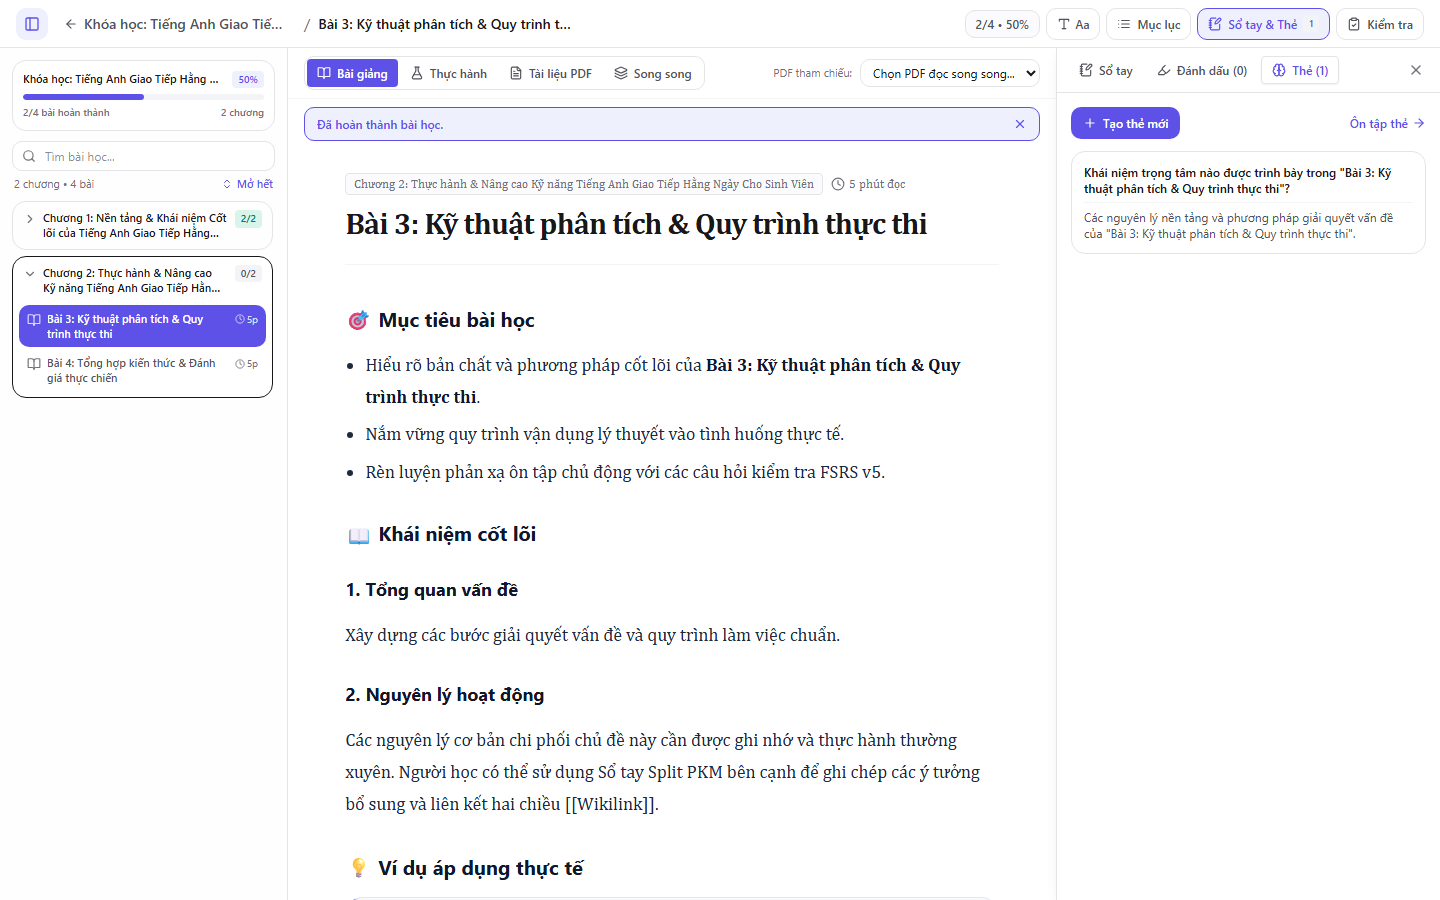 Khóa học: Tiếng Anh Giao Tiế...
/ Bài 3: Kỹ thuật phân tích & Quy trình t...
2/4 • 50%
Aa
Mục lục
Sổ tay & Thẻ 1
Kiểm tra
Khóa học: Tiếng Anh Giao Tiếp Hằng ...
50%
2/4 bài hoàn thành
2 chương
Tìm bài học...
2 chương • 4 bài
Mở hết
Chương 1: Nền tảng & Khái niệm Cốt
lõi của Tiếng Anh Giao Tiếp Hằng...
2/2
Chương 2: Thực hành & Nâng cao
Kỹ năng Tiếng Anh Giao Tiếp Hằn...
0/2
Bài 3: Kỹ thuật phân tích & Quy
trình thực thi
5p
Bài 4: Tổng hợp kiến thức & Đánh
giá thực chiến
5p
Bài giảng
Thực hành
Tài liệu PDF
Song song
PDF tham chiếu:
Chọn PDF đọc song song...
Đã hoàn thành bài học.
Chương 2: Thực hành & Nâng cao Kỹ năng Tiếng Anh Giao Tiếp Hằng Ngày Cho Sinh Viên
5 phút đọc
Bài 3: Kỹ thuật phân tích & Quy trình thực thi
🎯 Mục tiêu bài học
• Hiểu rõ bản chất và phương pháp cốt lõi của Bài 3: Kỹ thuật phân tích & Quy
trình thực thi.
• Nắm vững quy trình vận dụng lý thuyết vào tình huống thực tế.
• Rèn luyện phản xạ ôn tập chủ động với các câu hỏi kiểm tra FSRS v5.
📖 Khái niệm cốt lõi
1. Tổng quan vấn đề
Xây dựng các bước giải quyết vấn đề và quy trình làm việc chuẩn.
2. Nguyên lý hoạt động
Các nguyên lý cơ bản chi phối chủ đề này cần được ghi nhớ và thực hành thường
xuyên. Người học có thể sử dụng Sổ tay Split PKM bên cạnh để ghi chép các ý tưởng
bổ sung và liên kết hai chiều [[Wikilink]].
💡 Ví dụ áp dụng thực tế
Sổ tay
Đánh dấu (0)
Thẻ (1)
Tạo thẻ mới
Ôn tập thẻ
Khái niệm trọng tâm nào được trình bày trong "Bài 3: Kỹ
thuật phân tích & Quy trình thực thi"?
Các nguyên lý nền tảng và phương pháp giải quyết vấn đề
của "Bài 3: Kỹ thuật phân tích & Quy trình thực thi".